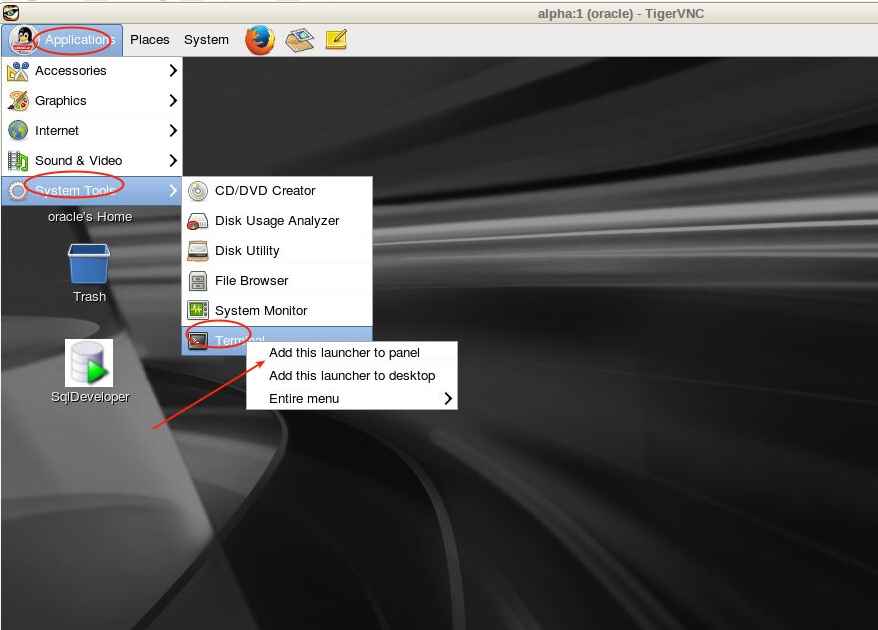 alpha:1 (oracle) - TigerVNC
Applications Places System
Accessories
Graphics
Internet
Sound & Video
System Tools
CD/DVD Creator
Disk Usage Analyzer
Disk Utility
File Browser
System Monitor
Terminal
Add this launcher to panel
Add this launcher to desktop
Entire menu
oracle's Home
Trash
SqlDeveloper